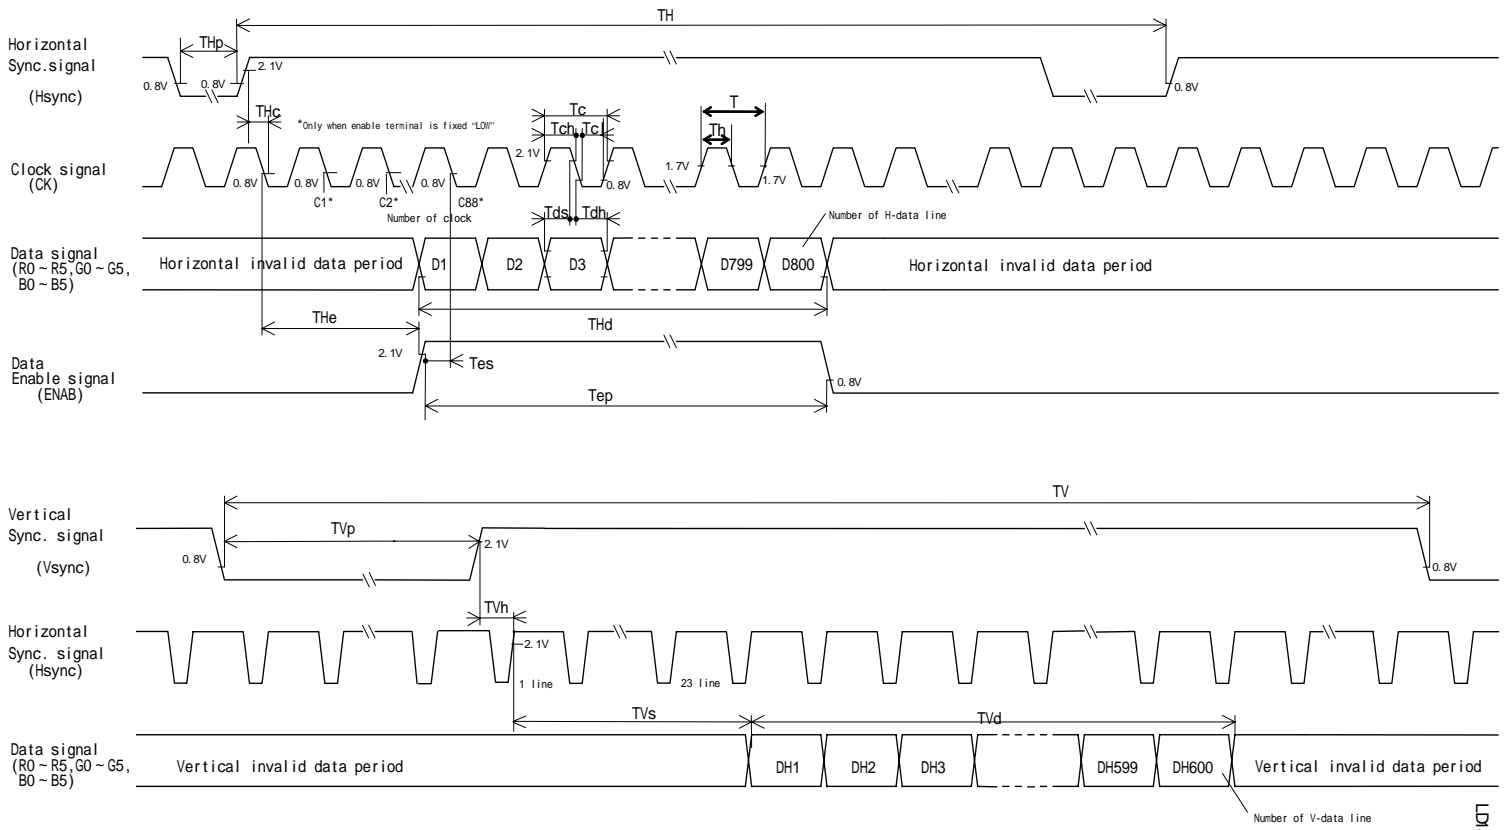 TH
Horizontal
Sync.signal
(Hsync)
THp
2.1V
0.8V
0.8V
0.8V
THc
*Only when enable terminal is fixed “LOW”
Tc
Tch
Tcl
T
Th
Clock signal
(CK)
2.1V
1.7V
1.7V
0.8V
0.8V
0.8V
0.8V
0.8V
C1*
C2*
C88*
Number of clock
Tds
Tdh
Number of H-data line
Data signal
(R0~R5,G0~G5,
B0~B5)
Horizontal invalid data period
D1
D2
D3
D799
D800
Horizontal invalid data period
THe
THd
2.1V
Tes
Data
Enable signal
(ENAB)
0.8V
Tep
TV
Vertical
Sync. signal
(Vsync)
TVp
0.8V
2.1V
0.8V
TVh
Horizontal
Sync. signal
(Hsync)
2.1V
1 line
23 line
TVs
TVd
Data signal
(R0~R5,G0~G5,
B0~B5)
Vertical invalid data period
DH1
DH2
DH3
DH599
DH600
Vertical invalid data period
Number of V-data line